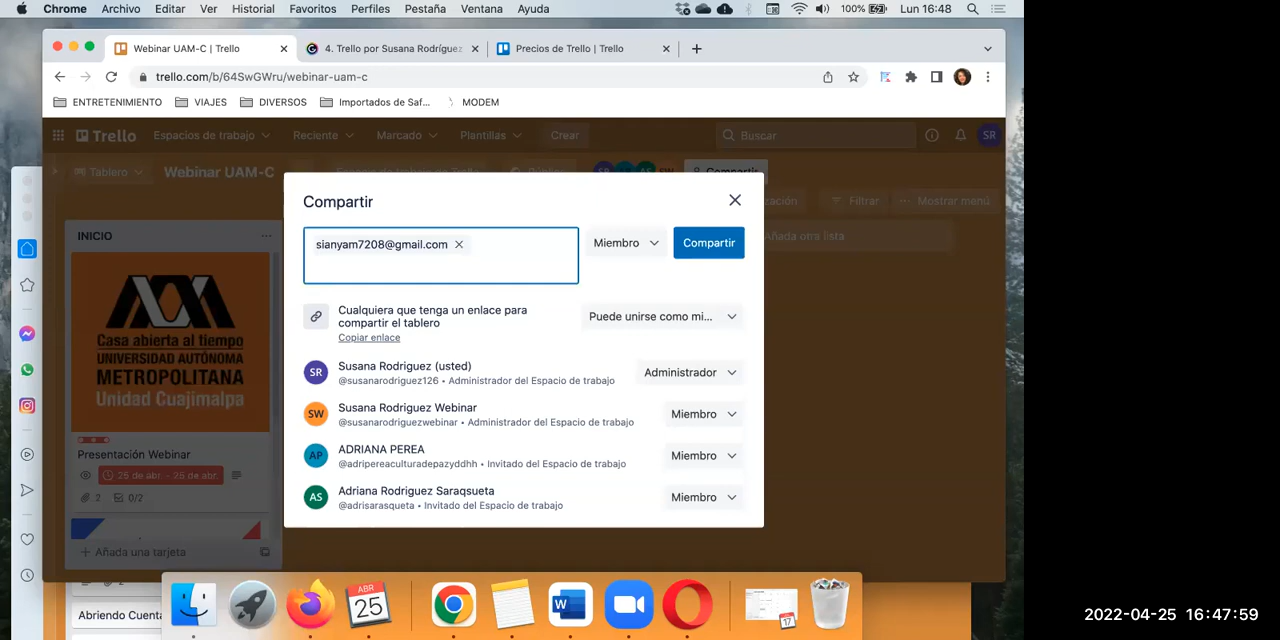 Chrome Archivo Editar Ver Historial Favoritos Perfiles Pestaña Ventana Ayuda 100% Lun 16:48
Webinar UAM-C | Trello
4. Trello por Susana Rodríguez
Precios de Trello | Trello
trello.com/b/64SwGWru/webinar-uam-c
ENTRETENIMIENTO VIAJES DIVERSOS Importados de Saf... MODEM
Trello Espacios de trabajo Reciente Marcado Plantillas Crear Buscar SR
Tablero Webinar UAM-C Compartir
Filtrar ... Mostrar menú
INICIO ...
Añada otra lista
Casa abierta al tiempo
UNIVERSIDAD AUTÓNOMA
METROPOLITANA
Unidad Cuajimalpa
Presentación Webinar
25 de abr. - 25 de abr.
2 0/2
+ Añada una tarjeta
Compartir
sianyam7208@gmail.com
Miembro
Compartir
Cualquiera que tenga un enlace para
compartir el tablero
Copiar enlace
Puede unirse como mi...
SR Susana Rodriguez (usted)
@susanarodriguez126 • Administrador del Espacio de trabajo
Administrador
SW Susana Rodriguez Webinar
@susanarodriguezwebinar • Administrador del Espacio de trabajo
Miembro
AP ADRIANA PEREA
@adripereaculturadepazyddhh • Invitado del Espacio de trabajo
Miembro
AS Adriana Rodriguez Saraqsueta
@adrisarasqueta • Invitado del Espacio de trabajo
Miembro
Abriendo Cuenta
ABR
25
W
17
2022-04-25 16:47:59